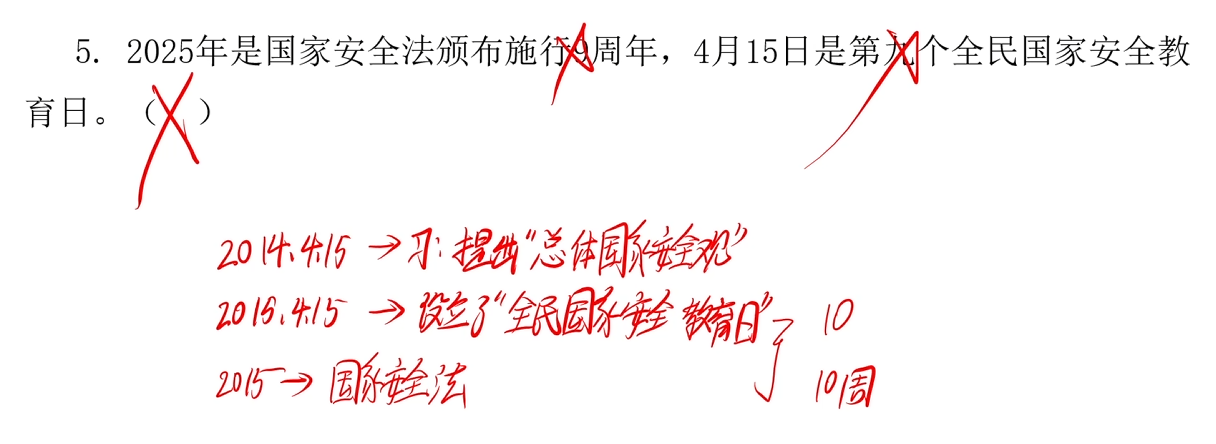 5. 2025年是国家安全法颁布施行9周年，4月15日是第九个全民国家安全教
育日。（ ）
2014.4.15 → 习: 提出“总体国家安全观”
2016.4.15 → 设立了“全民国家安全教育日” 10
2015 → 国家安全法 10周